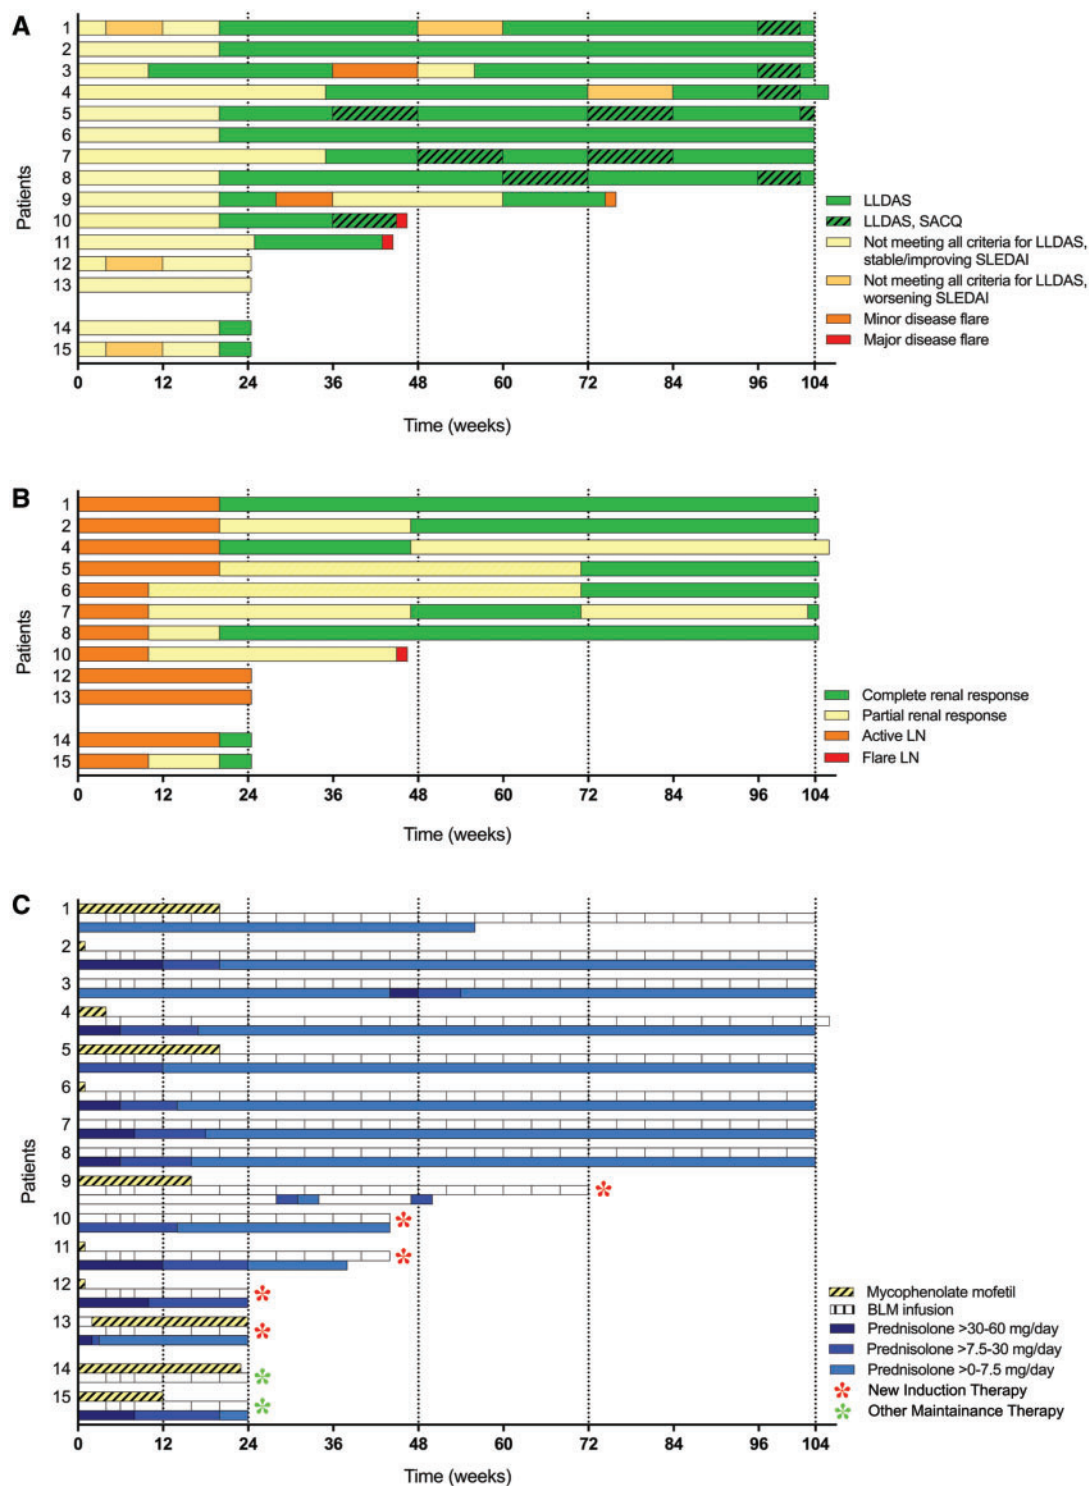 A
Patients
1
2
3
4
5
6
7
8
9
10
11
12
13
14
15
LLDAS
LLDAS, SACQ
Not meeting all criteria for LLDAS,
stable/improving SLEDAI
Not meeting all criteria for LLDAS,
worsening SLEDAI
Minor disease flare
Major disease flare
0 12 24 36 48 60 72 84 96 104
Time (weeks)
B
Patients
1
2
4
5
6
7
8
10
12
13
14
15
Complete renal response
Partial renal response
Active LN
Flare LN
0 12 24 36 48 60 72 84 96 104
Time (weeks)
C
Patients
1
2
3
4
5
6
7
8
9
10
11
12
13
14
15
Mycophenolate mofetil
BLM infusion
Prednisolone >30-60 mg/day
Prednisolone >7.5-30 mg/day
Prednisolone >0-7.5 mg/day
New Induction Therapy
Other Maintainance Therapy
0 12 24 36 48 60 72 84 96 104
Time (weeks)